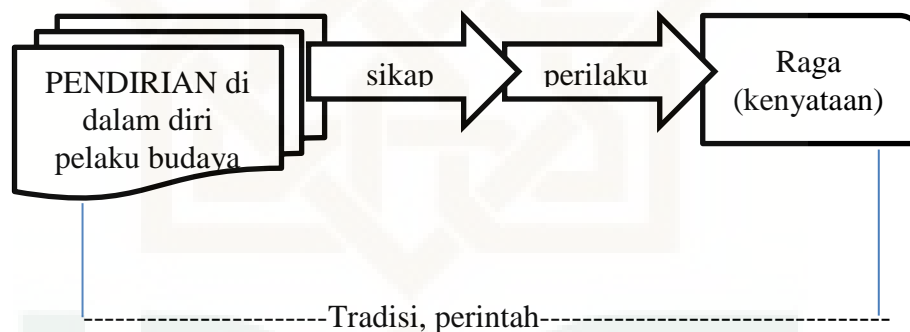 PENDIRIAN di
dalam diri
pelaku budaya
sikap
perilaku
Raga
(kenyataan)
-----------------------Tradisi, perintah---------------------------------